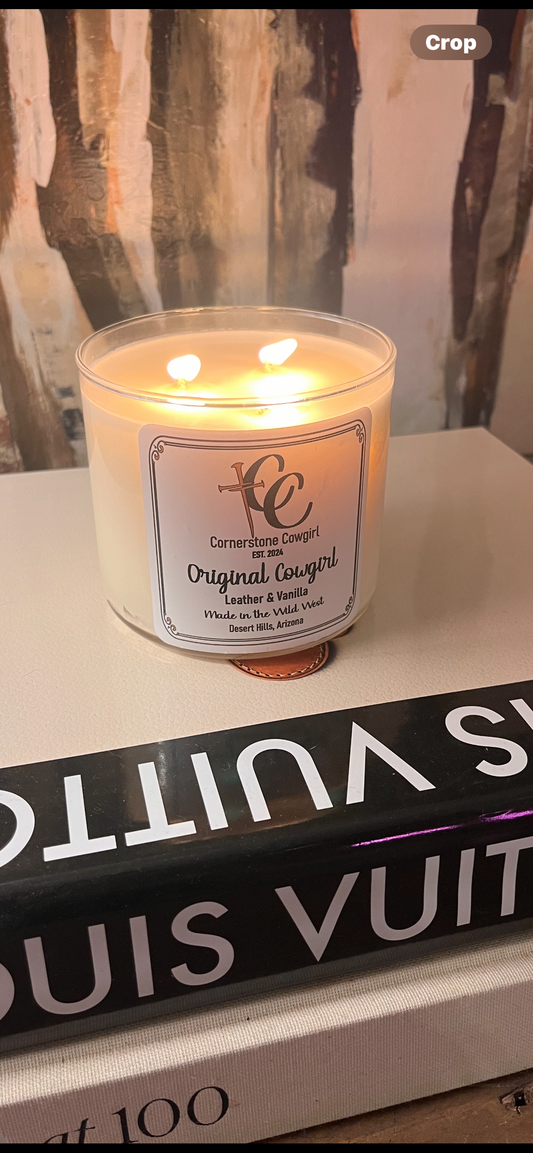 Crop
CC
Cornerstone Cowgirl
EST. 2024
Original Cowgirl
Leather & Vanilla
Made in the Wild West
Desert Hills, Arizona
IS VUITTO
OUIS VUIT
at 100